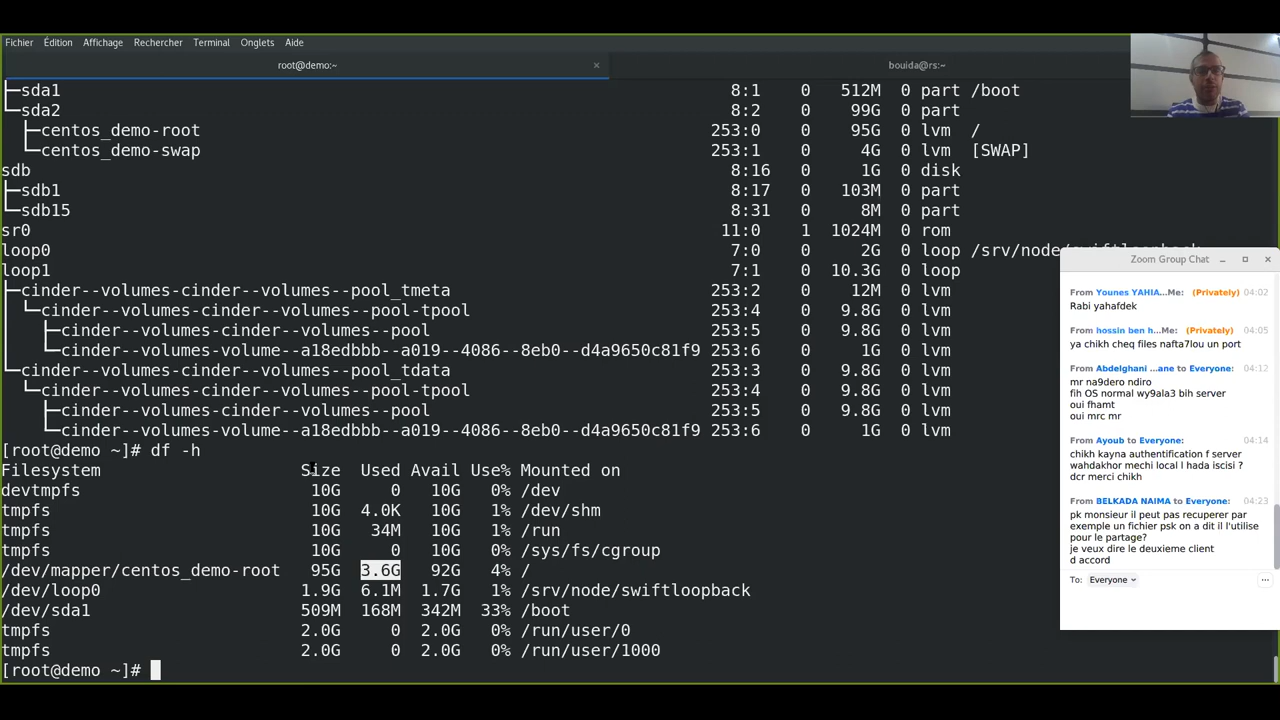 Fichier Édition Affichage Rechercher Terminal Onglets Aide
root@demo:~ × bouida@rs:~
├─sda1 8:1 0 512M 0 part /boot
├─sda2 8:2 0 99G 0 part
├─centos_demo-root 253:0 0 95G 0 lvm /
└─centos_demo-swap 253:1 0 4G 0 lvm [SWAP]
sdb 8:16 0 1G 0 disk
├─sdb1 8:17 0 103M 0 part
└─sdb15 8:31 0 8M 0 part
sr0 11:0 1 1024M 0 rom
loop0 7:0 0 2G 0 loop /srv/node/swiftloopback
loop1 7:1 0 10.3G 0 loop
├─cinder--volumes-cinder--volumes--pool_tmeta 253:2 0 12M 0 lvm
│ └─cinder--volumes-cinder--volumes--pool-tpool 253:4 0 9.8G 0 lvm
│ ├─cinder--volumes-cinder--volumes--pool 253:5 0 9.8G 0 lvm
│ └─cinder--volumes-volume--a18edbbb--a019--4086--8eb0--d4a9650c81f9 253:6 0 1G 0 lvm
└─cinder--volumes-cinder--volumes--pool_tdata 253:3 0 9.8G 0 lvm
└─cinder--volumes-cinder--volumes--pool-tpool 253:4 0 9.8G 0 lvm
├─cinder--volumes-cinder--volumes--pool 253:5 0 9.8G 0 lvm
└─cinder--volumes-volume--a18edbbb--a019--4086--8eb0--d4a9650c81f9 253:6 0 1G 0 lvm
[root@demo ~]# df -h
Filesystem Size Used Avail Use% Mounted on
devtmpfs 10G 0 10G 0% /dev
tmpfs 10G 4.0K 10G 1% /dev/shm
tmpfs 10G 34M 10G 1% /run
tmpfs 10G 0 10G 0% /sys/fs/cgroup
/dev/mapper/centos_demo-root 95G 3.6G 92G 4% /
/dev/loop0 1.9G 6.1M 1.7G 1% /srv/node/swiftloopback
/dev/sda1 509M 168M 342M 33% /boot
tmpfs 2.0G 0 2.0G 0% /run/user/0
tmpfs 2.0G 0 2.0G 0% /run/user/1000
[root@demo ~]#
Zoom Group Chat
From Younes YAHIA...Me: (Privately) 04:02
Rabi yahafdek
From hossin ben h...Me: (Privately) 04:05
ya chikh cheq files nafta7lou un port
From Abdelghani ...ane to Everyone: 04:12
mr na9dero ndiro
fih OS normal wy9ala3 bih server
oui fhamt
oui mrc mr
From Ayoub to Everyone: 04:14
chikh kayna authentification f server
wahdakhor mechi local l hada iscisi ?
dcr merci chikh
From BELKADA NAIMA to Everyone: 04:23
pk monsieur il peut pas recuperer par
exemple un fichier psk on a dit il l'utilise
pour le partage?
je veux dire le deuxieme client
d accord
To: Everyone